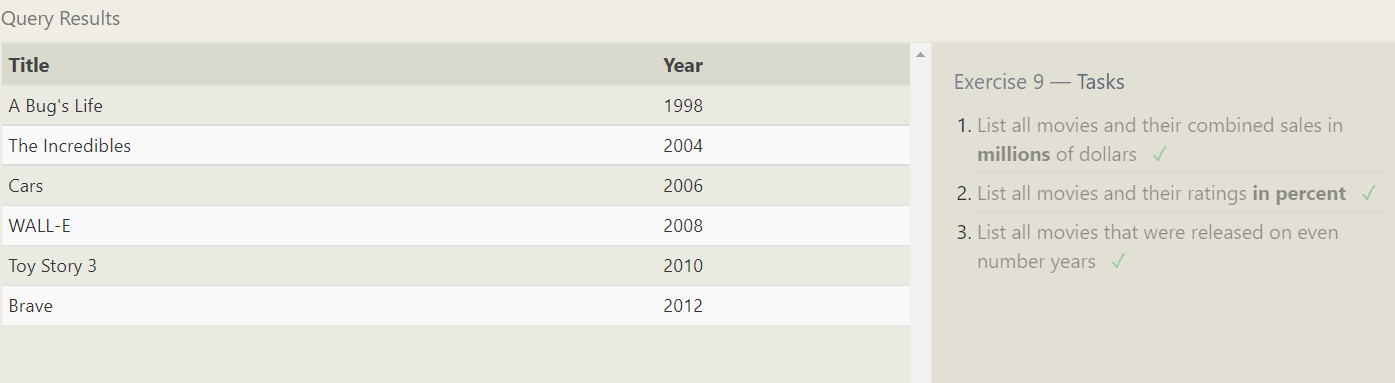 Query Results
Title Year
A Bug's Life 1998
The Incredibles 2004
Cars 2006
WALL-E 2008
Toy Story 3 2010
Brave 2012
Exercise 9 — Tasks
1. List all movies and their combined sales in
millions of dollars ✓
2. List all movies and their ratings in percent ✓
3. List all movies that were released on even
number years ✓